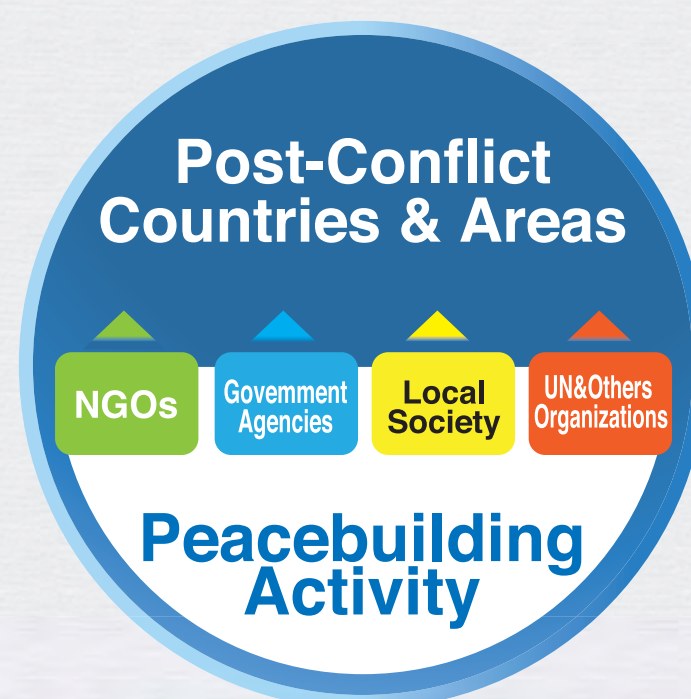 Post-Conflict
Countries & Areas
NGOs
Govemment
Agencies
Local
Society
UN&Others
Organizations
Peacebuilding
Activity